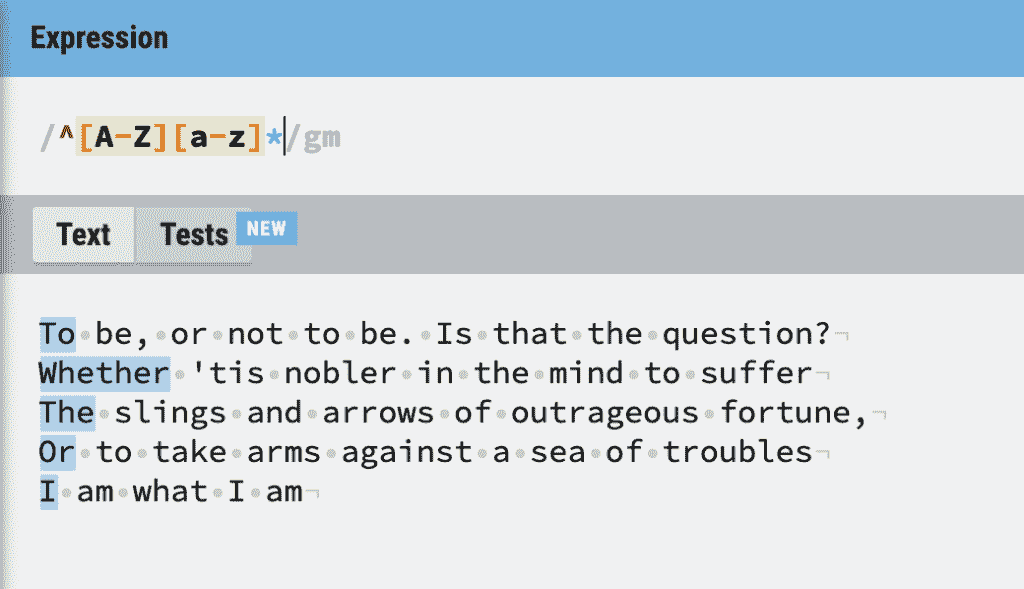 Expression
/^[A-Z][a-z]*/gm
Text Tests NEW
To be, or not to be. Is that the question?
Whether 'tis nobler in the mind to suffer
The slings and arrows of outrageous fortune,
Or to take arms against a sea of troubles
I am what I am